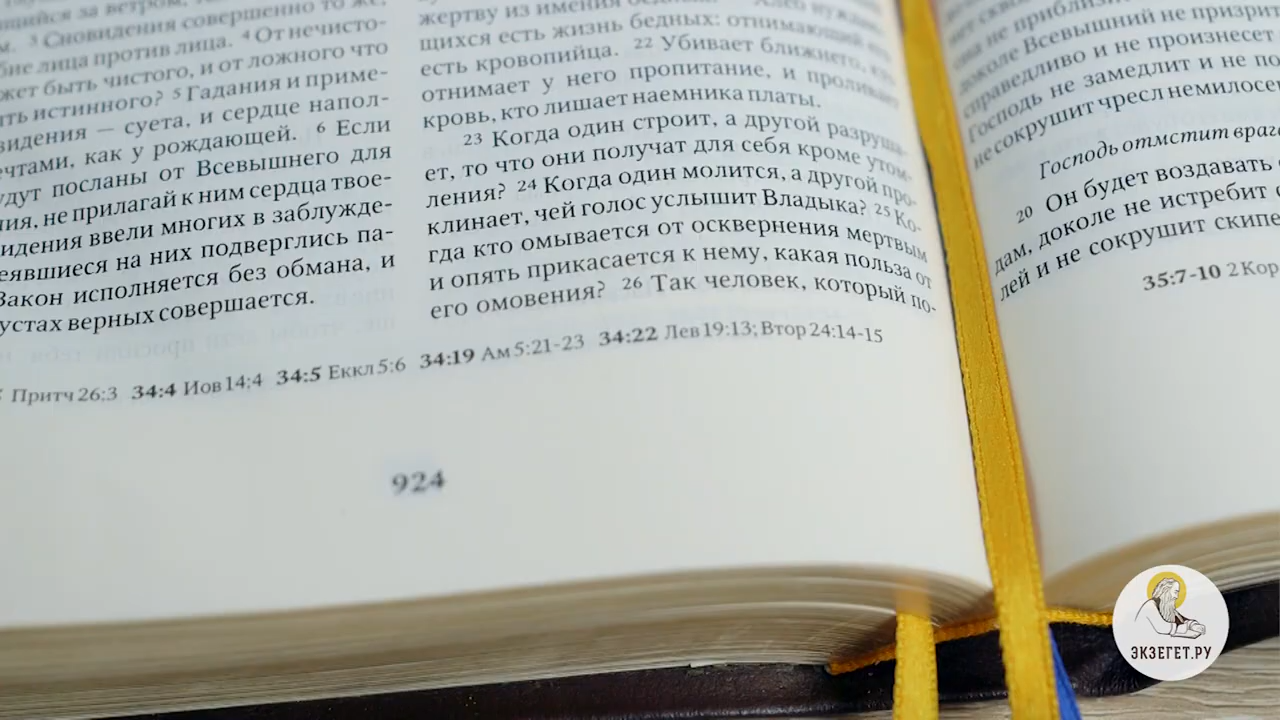 щийся за ветром,
м. ³ Сновидения совершенно то же,
бие лица против лица. ⁴ От нечисто-
жет быть чистого, и от ложного что
ть истинного? ⁵ Гадания и приме-
видения — суета, и сердце напол-
ечтами, как у рождающей. ⁶ Если
удут посланы от Всевышнего для
ия, не прилагай к ним сердца твое-
идения ввели многих в заблужде-
еявшиеся на них подверглись па-
Закон исполняется без обмана, и
устах верных совершается.
жертву из имения
щихся есть жизнь бедных: отнимающий
есть кровопийца. ²² Убивает ближнего, кто
отнимает у него пропитание, и проливает
кровь, кто лишает наемника платы.
²³ Когда один строит, а другой разруша-
ет, то что они получат для себя кроме утом-
ления? ²⁴ Когда один молится, а другой про-
клинает, чей голос услышит Владыка? ²⁵ Ко-
гда кто омывается от осквернения мертвым
и опять прикасается к нему, какая польза от
его омовения? ²⁶ Так человек, который по-
Притч 26:3 34:4 Иов 14:4 34:5 Еккл 5:6 34:19 Ам 5:21-23 34:22 Лев 19:13; Втор 24:14-15
924
не приблизи
доколе Всевышний не призрит
справедливо и не произнесет
Господь не замедлит и не по
не сокрушит чресл немилосе
Господь отмстит врага
²⁰ Он будет воздавать
дам, доколе не истребит
лей и не сокрушит скипе
35:7-10 2 Кор
ЭКЗЕГЕТ.РУ